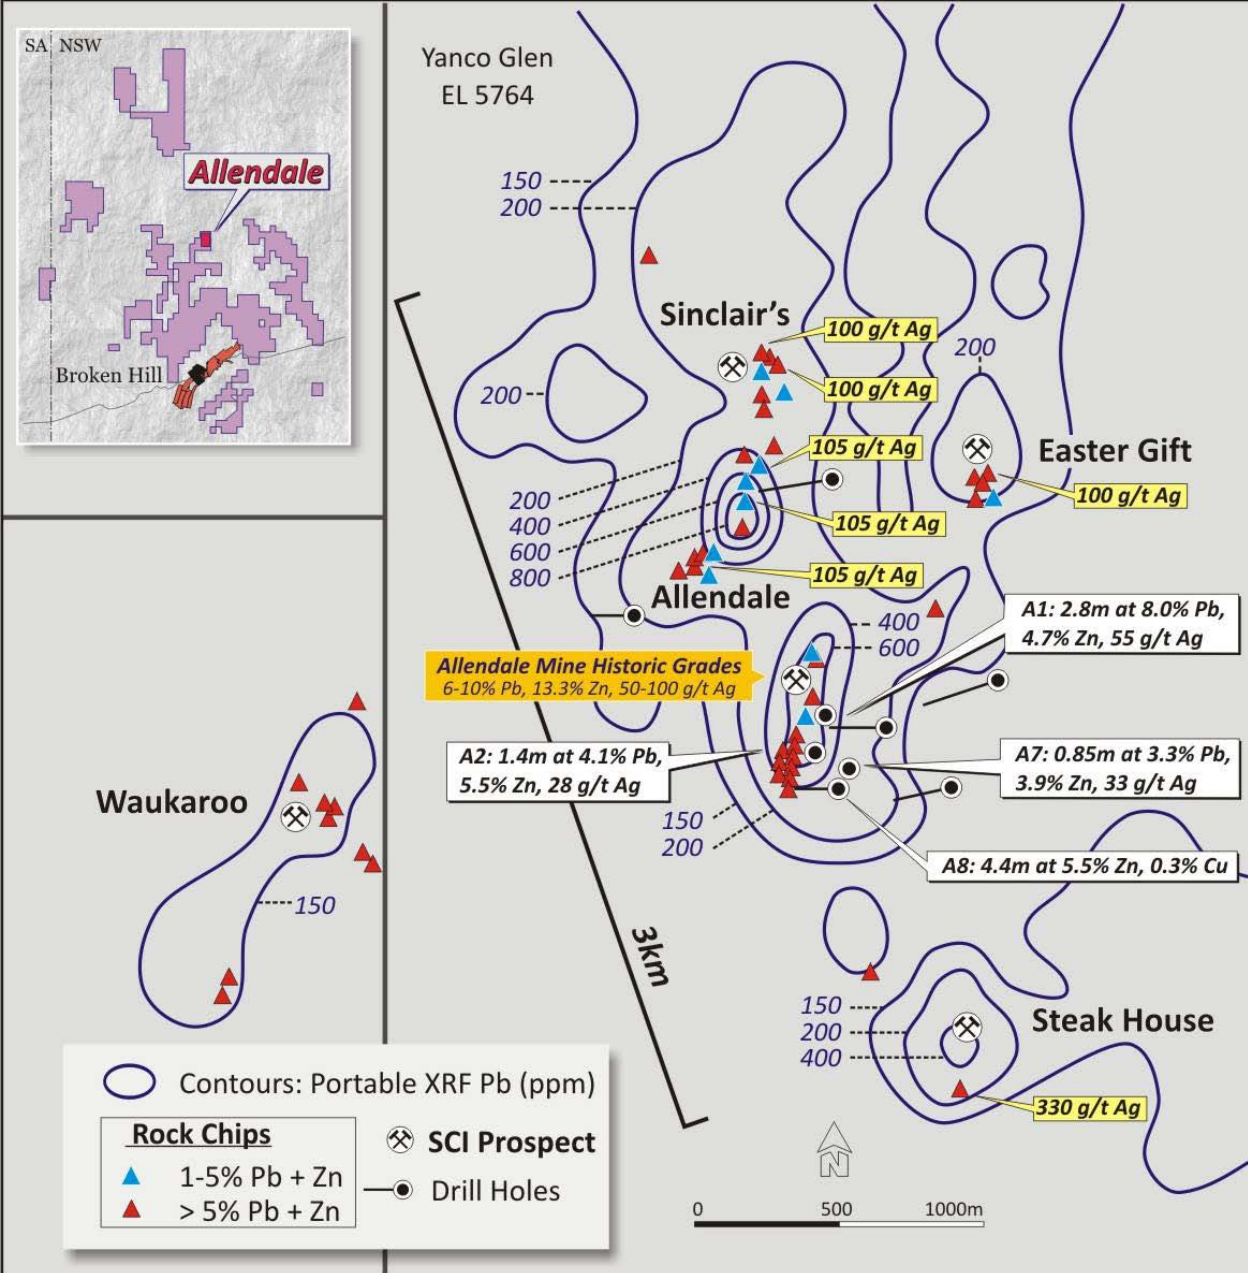 SA NSW
Allendale
Broken Hill
Yanco Glen
EL 5764
150
200
Sinclair's
100 g/t Ag
200
100 g/t Ag
200
105 g/t Ag
Easter Gift
100 g/t Ag
200
400
600
800
105 g/t Ag
105 g/t Ag
Allendale
400
600
A1: 2.8m at 8.0% Pb,
4.7% Zn, 55 g/t Ag
Allendale Mine Historic Grades
6-10% Pb, 13.3% Zn, 50-100 g/t Ag
A2: 1.4m at 4.1% Pb,
5.5% Zn, 28 g/t Ag
A7: 0.85m at 3.3% Pb,
3.9% Zn, 33 g/t Ag
150
200
A8: 4.4m at 5.5% Zn, 0.3% Cu
Waukaroo
150
3km
150
200
400
Steak House
330 g/t Ag
Contours: Portable XRF Pb (ppm)
Rock Chips
1-5% Pb + Zn
> 5% Pb + Zn
SCI Prospect
Drill Holes
N
0 500 1000m